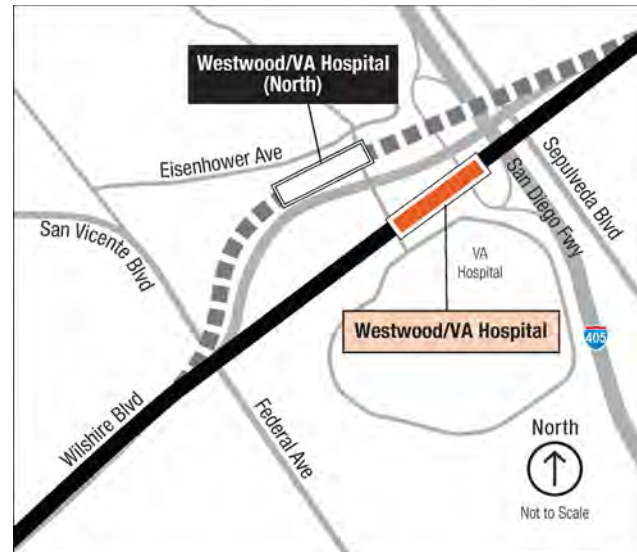 Westwood/VA Hospital
(North)
Eisenhower Ave
San Vicente Blvd
Sepulveda Blvd
San Diego Fwy
VA
Hospital
Westwood/VA Hospital
405
Wilshire Blvd
Federal Ave
North
Not to Scale